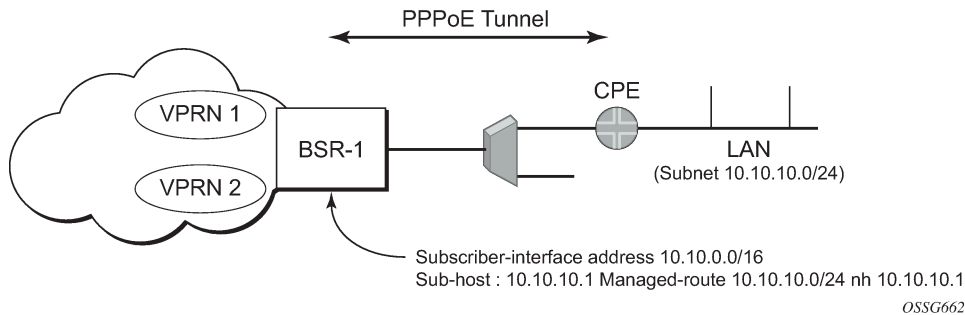 PPPoE Tunnel
CPE
VPRN 1
BSR-1
VPRN 2
LAN
(Subnet 10.10.10.0/24)
Subscriber-interface address 10.10.0.0/16
Sub-host : 10.10.10.1 Managed-route 10.10.10.0/24 nh 10.10.10.1
OSSG662